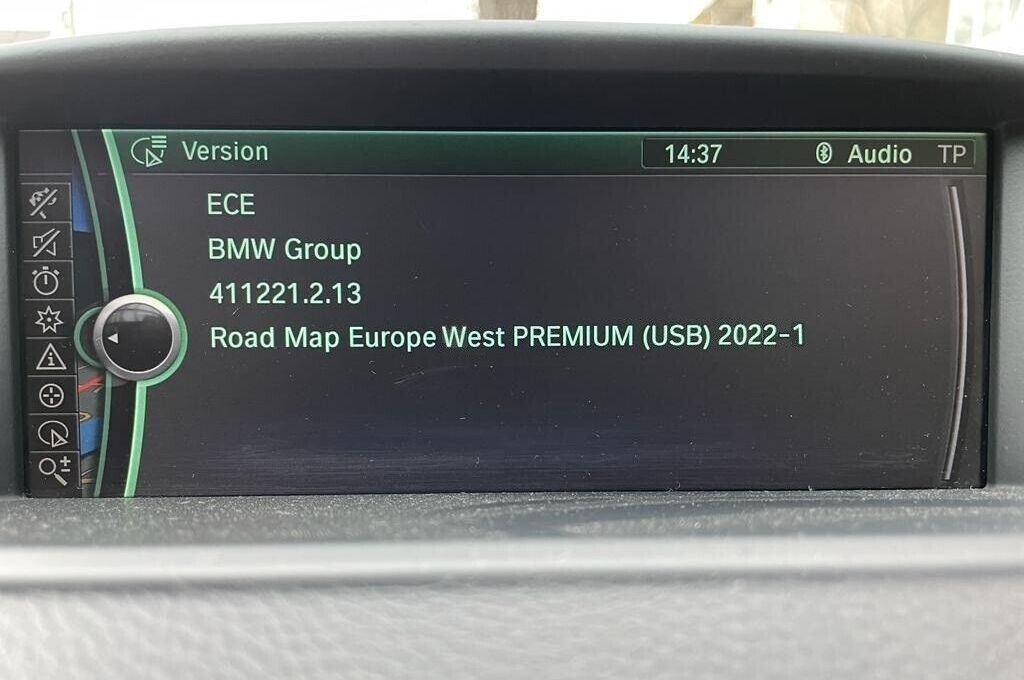 Version
14:37 Audio TP
ECE
BMW Group
411221.2.13
Road Map Europe West PREMIUM (USB) 2022-1